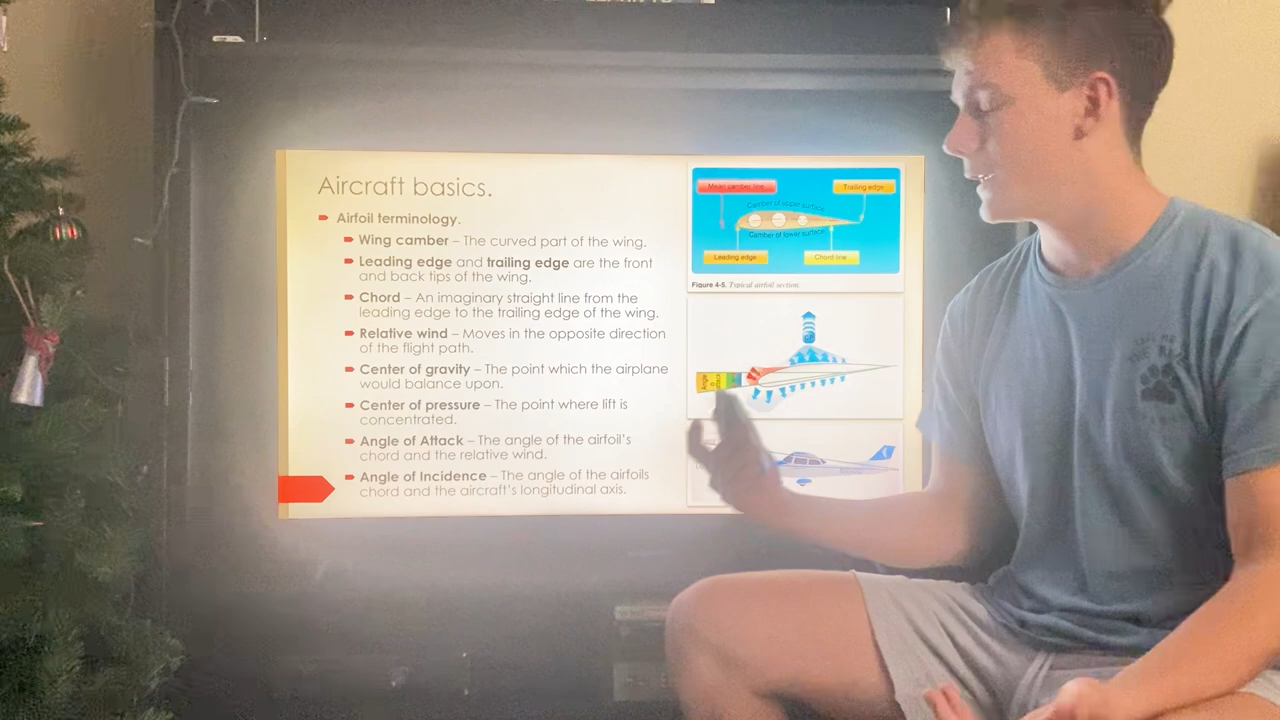 Aircraft basics.
Airfoil terminology.
Wing camber – The curved part of the wing.
Leading edge and trailing edge are the front
and back tips of the wing.
Chord – An imaginary straight line from the
leading edge to the trailing edge of the wing.
Relative wind – Moves in the opposite direction
of the flight path.
Center of gravity – The point which the airplane
would balance upon.
Center of pressure – The point where lift is
concentrated.
Angle of Attack – The angle of the airfoil's
chord and the relative wind.
Angle of Incidence – The angle of the airfoils
chord and the aircraft's longitudinal axis.
Mean camber line
Trailing edge
Camber of upper surface
Camber of lower surface
Leading edge
Chord line
Figure 4-5. Typical airfoil section.
Angle